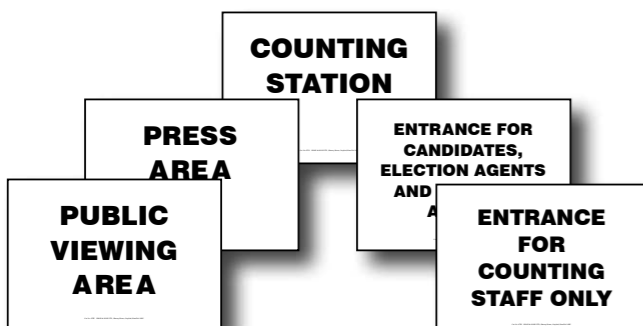 COUNTING
STATION
PRESS
AREA
ENTRANCE FOR
CANDIDATES,
ELECTION AGENTS
AND
A
PUBLIC
VIEWING
AREA
ENTRANCE
FOR
COUNTING
STAFF ONLY